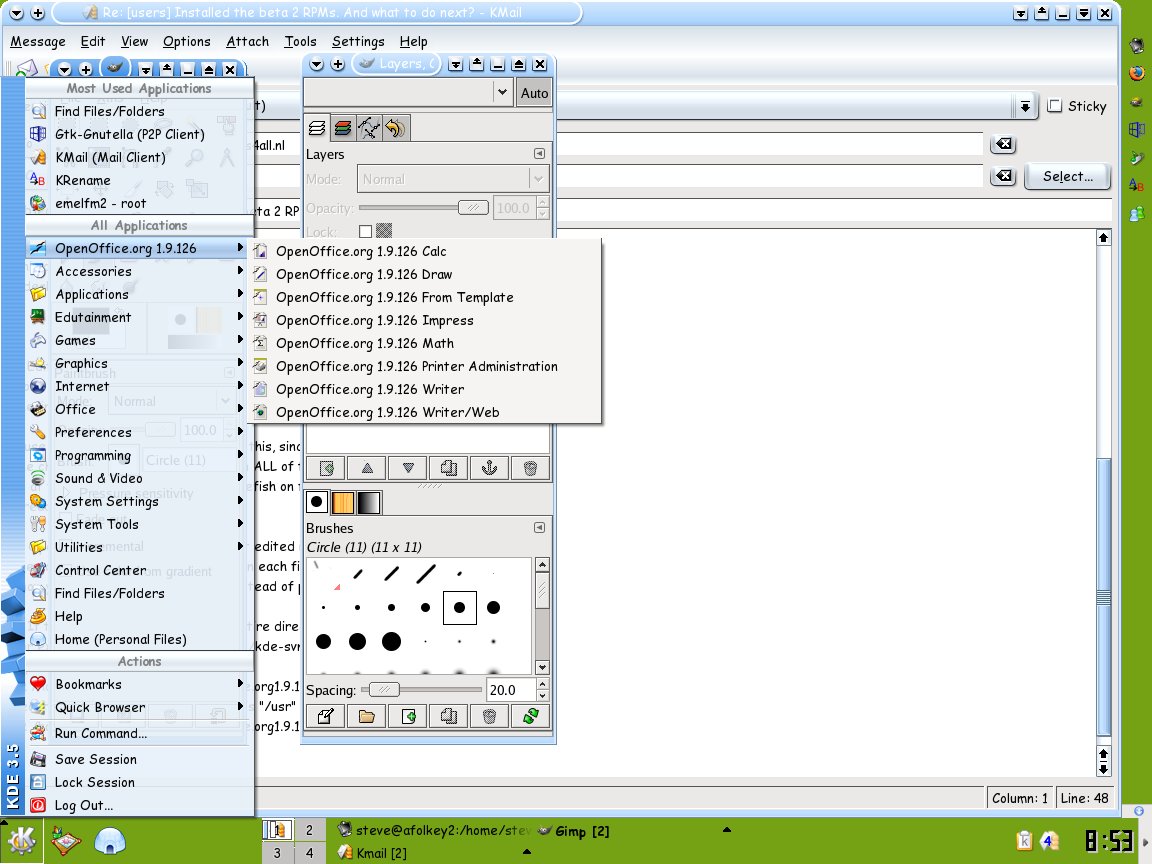 Re: [users] Installed the beta 2 RPMs. And what to do next? - KMail
Message Edit View Options Attach Tools Settings Help
Layers, C
Auto
Sticky
4all.nl
Select...
eta 2 RP
Layers
Mode: Normal
Opacity: 100.0
Lock:
Most Used Applications
Find Files/Folders
Gtk-Gnutella (P2P Client)
KMail (Mail Client)
KRename
emelfm2 - root
All Applications
OpenOffice.org 1.9.126
Accessories
Applications
Edutainment
Games
Graphics
Internet
Office
Preferences
Programming
Sound & Video
System Settings
System Tools
Utilities
Control Center
Find Files/Folders
Help
Home (Personal Files)
Actions
Bookmarks
Quick Browser
Run Command...
Save Session
Lock Session
Log Out...
KDE 3.5
OpenOffice.org 1.9.126 Calc
OpenOffice.org 1.9.126 Draw
OpenOffice.org 1.9.126 From Template
OpenOffice.org 1.9.126 Impress
OpenOffice.org 1.9.126 Math
OpenOffice.org 1.9.126 Printer Administration
OpenOffice.org 1.9.126 Writer
OpenOffice.org 1.9.126 Writer/Web
Paintbrush
Mode: Normal
100.0
Circle (11)
Pressure sensitivity
from gradient
this, sinc
ALL of t
fish on t
edited
n each fi
ead of p
re dire
kde-svn
org1.9.1
s "/usr"
org1.9.1
Brushes
Circle (11) (11 x 11)
Spacing: 20.0
Column: 1 Line: 48
1 2
3 4
steve@afolkey2:/home/stev
Gimp [2]
Kmail [2]
8:53